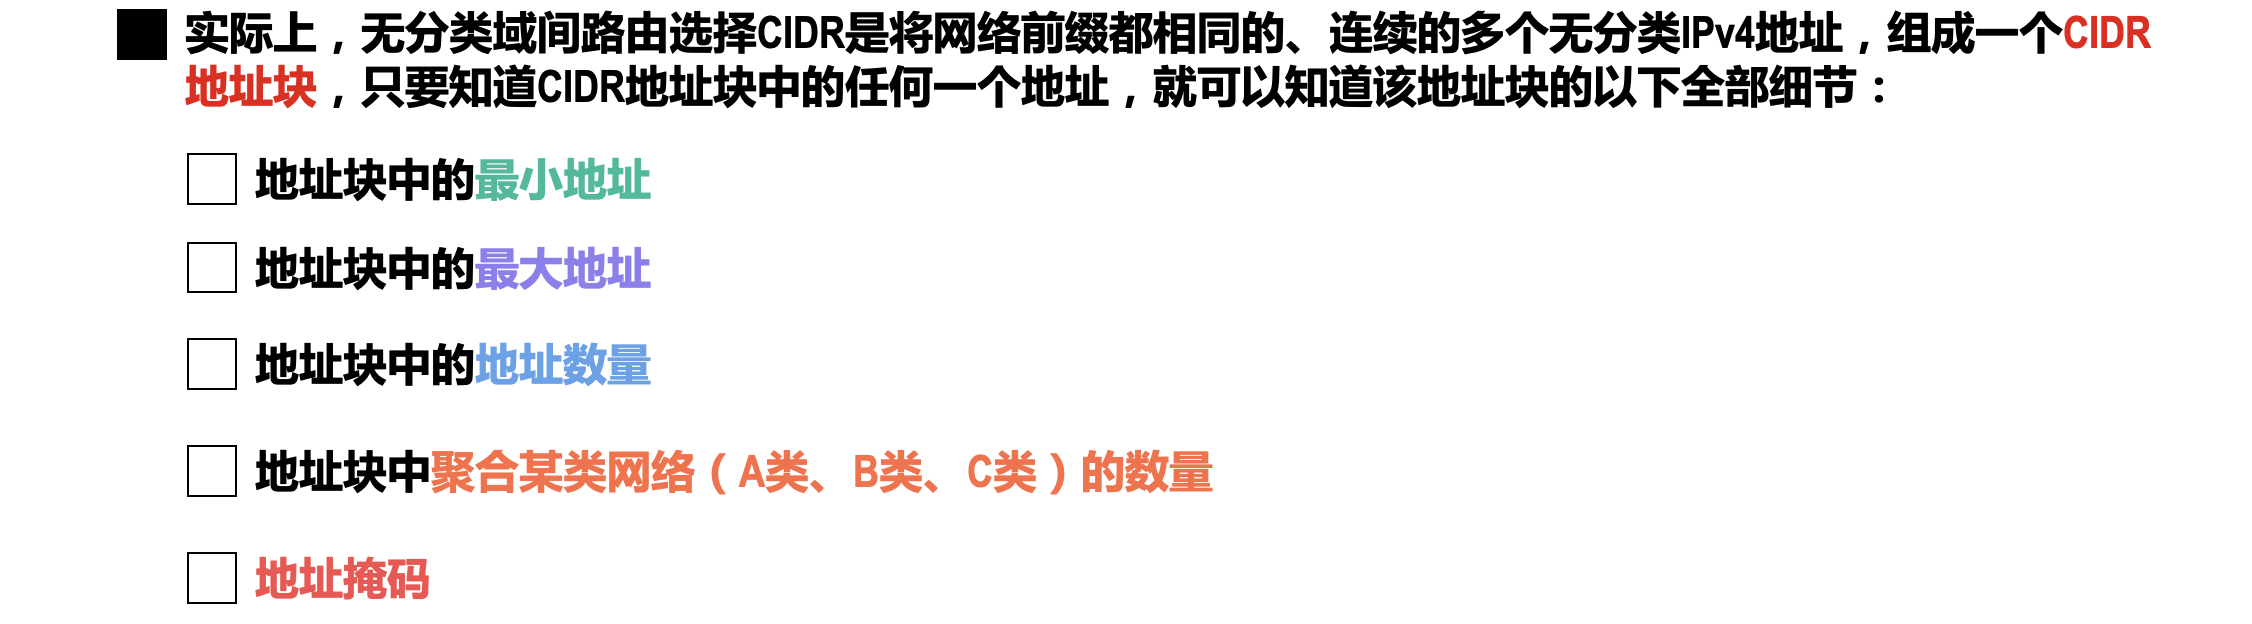 实际上，无分类域间路由选择CIDR是将网络前缀都相同的、连续的多个无分类IPv4地址，组成一个CIDR
地址块，只要知道CIDR地址块中的任何一个地址，就可以知道该地址块的以下全部细节：
地址块中的最小地址
地址块中的最大地址
地址块中的地址数量
地址块中聚合某类网络（A类、B类、C类）的数量
地址掩码